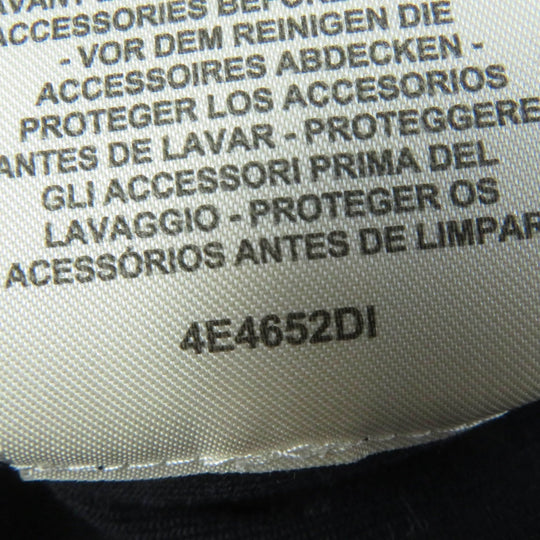 ACCESSORIES BEFORE
- VOR DEM REINIGEN DIE
ACCESSOIRES ABDECKEN -
PROTEGER LOS ACCESORIOS
ANTES DE LAVAR - PROTEGGERE
GLI ACCESSORI PRIMA DEL
LAVAGGIO - PROTEGER OS
ACESSÓRIOS ANTES DE LIMPAR
4E4652DI